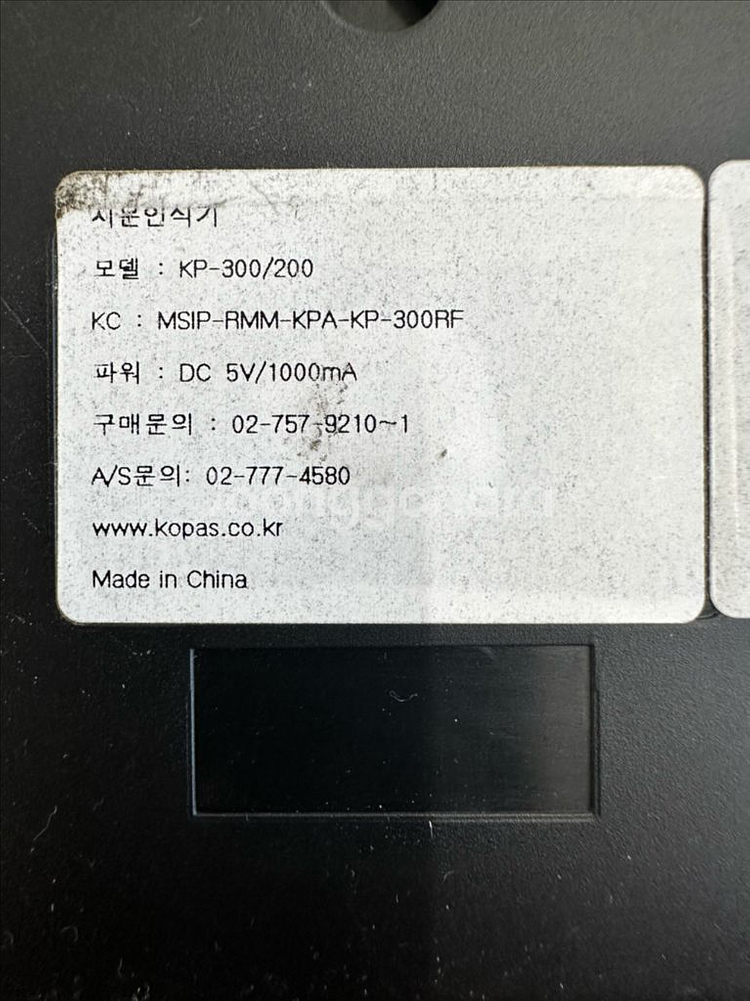 지문인식기
모델 : KP-300/200
KC : MSIP-RMM-KPA-KP-300RF
파워 : DC 5V/1000mA
구매문의 : 02-757-9210~1
A/S문의: 02-777-4580
www.kopas.co.kr
Made in China